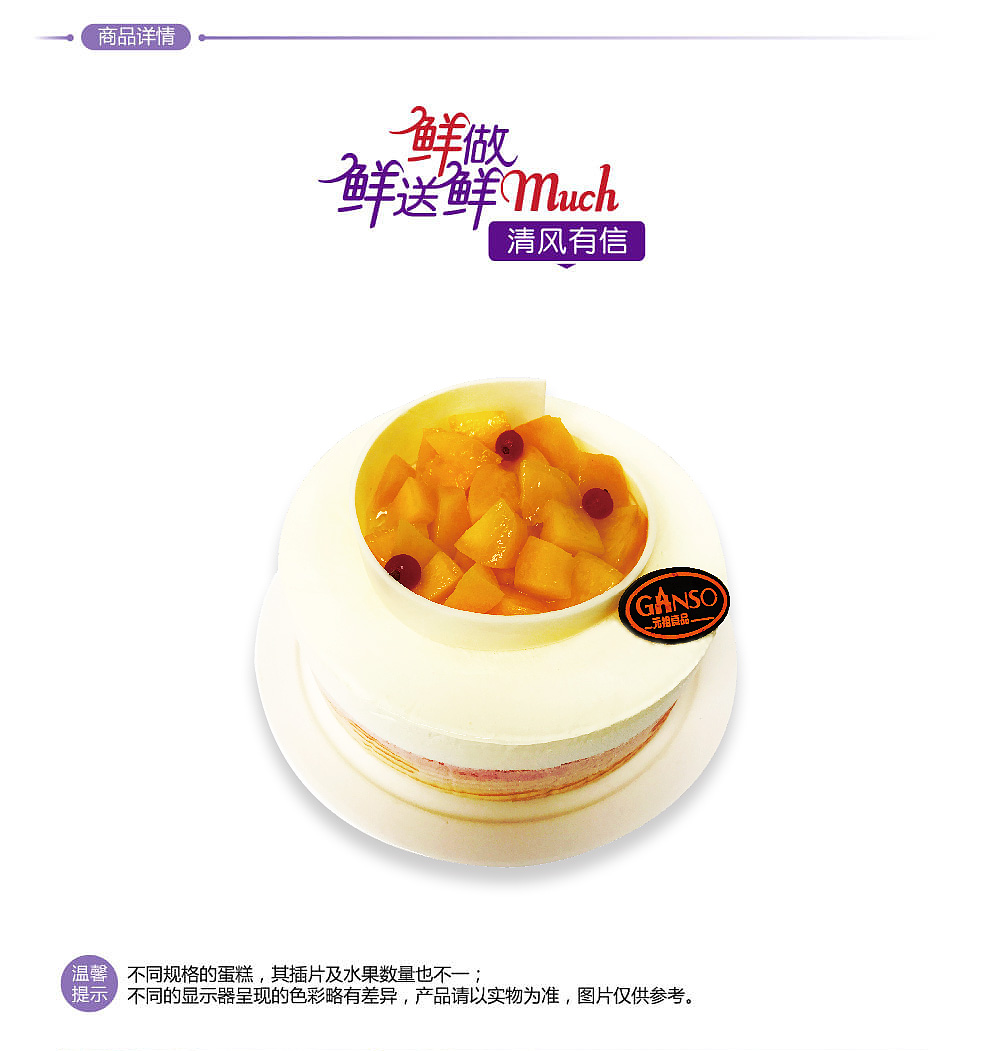 商品详情
鲜做
鲜送鲜Much
清风有信
GANSO
元祖食品
温馨
提示
不同规格的蛋糕，其插片及水果数量也不一；
不同的显示器呈现的色彩略有差异，产品请以实物为准，图片仅供参考。